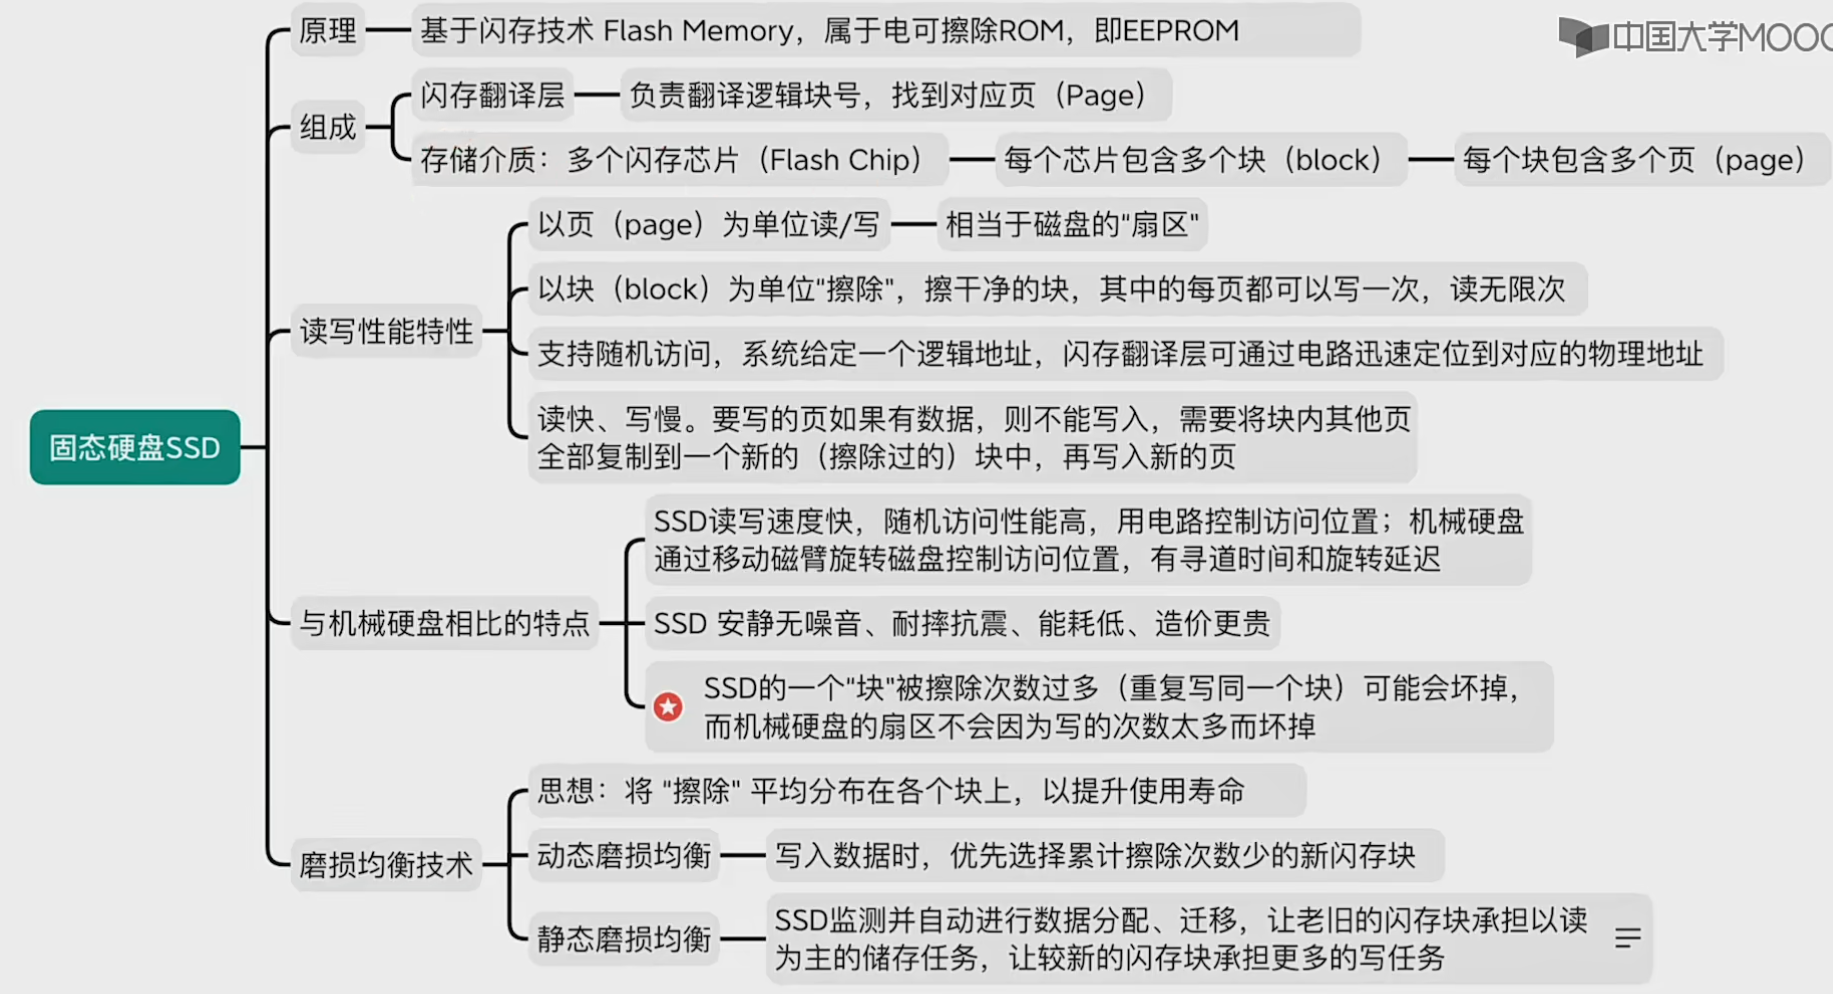 中国大学MOOC
固态硬盘SSD
原理
基于闪存技术 Flash Memory，属于电可擦除ROM，即EEPROM
组成
闪存翻译层
负责翻译逻辑块号，找到对应页（Page）
存储介质：多个闪存芯片（Flash Chip）
每个芯片包含多个块（block）
每个块包含多个页（page）
读写性能特性
以页（page）为单位读/写
相当于磁盘的"扇区"
以块（block）为单位"擦除"，擦干净的块，其中的每页都可以写一次，读无限次
支持随机访问，系统给定一个逻辑地址，闪存翻译层可通过电路迅速定位到对应的物理地址
读快、写慢。要写的页如果有数据，则不能写入，需要将块内其他页
全部复制到一个新的（擦除过的）块中，再写入新的页
与机械硬盘相比的特点
SSD读写速度快，随机访问性能高，用电路控制访问位置；机械硬盘
通过移动磁臂旋转磁盘控制访问位置，有寻道时间和旋转延迟
SSD 安静无噪音、耐摔抗震、能耗低、造价更贵
SSD的一个"块"被擦除次数过多（重复写同一个块）可能会坏掉，
而机械硬盘的扇区不会因为写的次数太多而坏掉
磨损均衡技术
思想：将 "擦除" 平均分布在各个块上，以提升使用寿命
动态磨损均衡
写入数据时，优先选择累计擦除次数少的新闪存块
静态磨损均衡
SSD监测并自动进行数据分配、迁移，让老旧的闪存块承担以读
为主的储存任务，让较新的闪存块承担更多的写任务